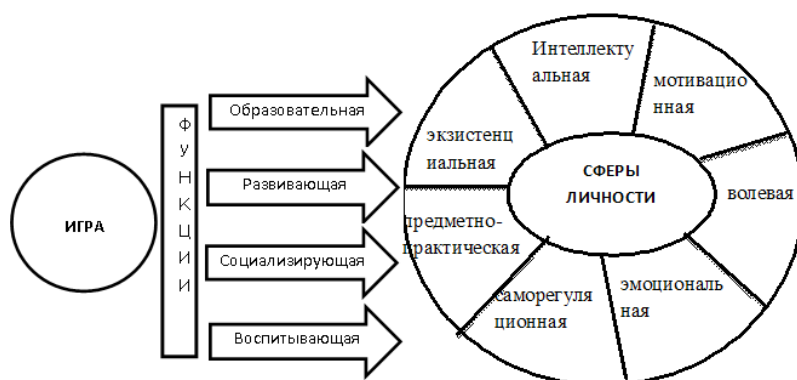 ИГРА
ФУНКЦИИ
Образовательная
Развивающая
Социализирующая
Воспитывающая
Интеллекту
альная
мотивацио
нная
волевая
эмоциональ
ная
саморегуля
ционная
предметно-
практическая
экзистенц
иальная
СФЕРЫ
ЛИЧНОСТИ